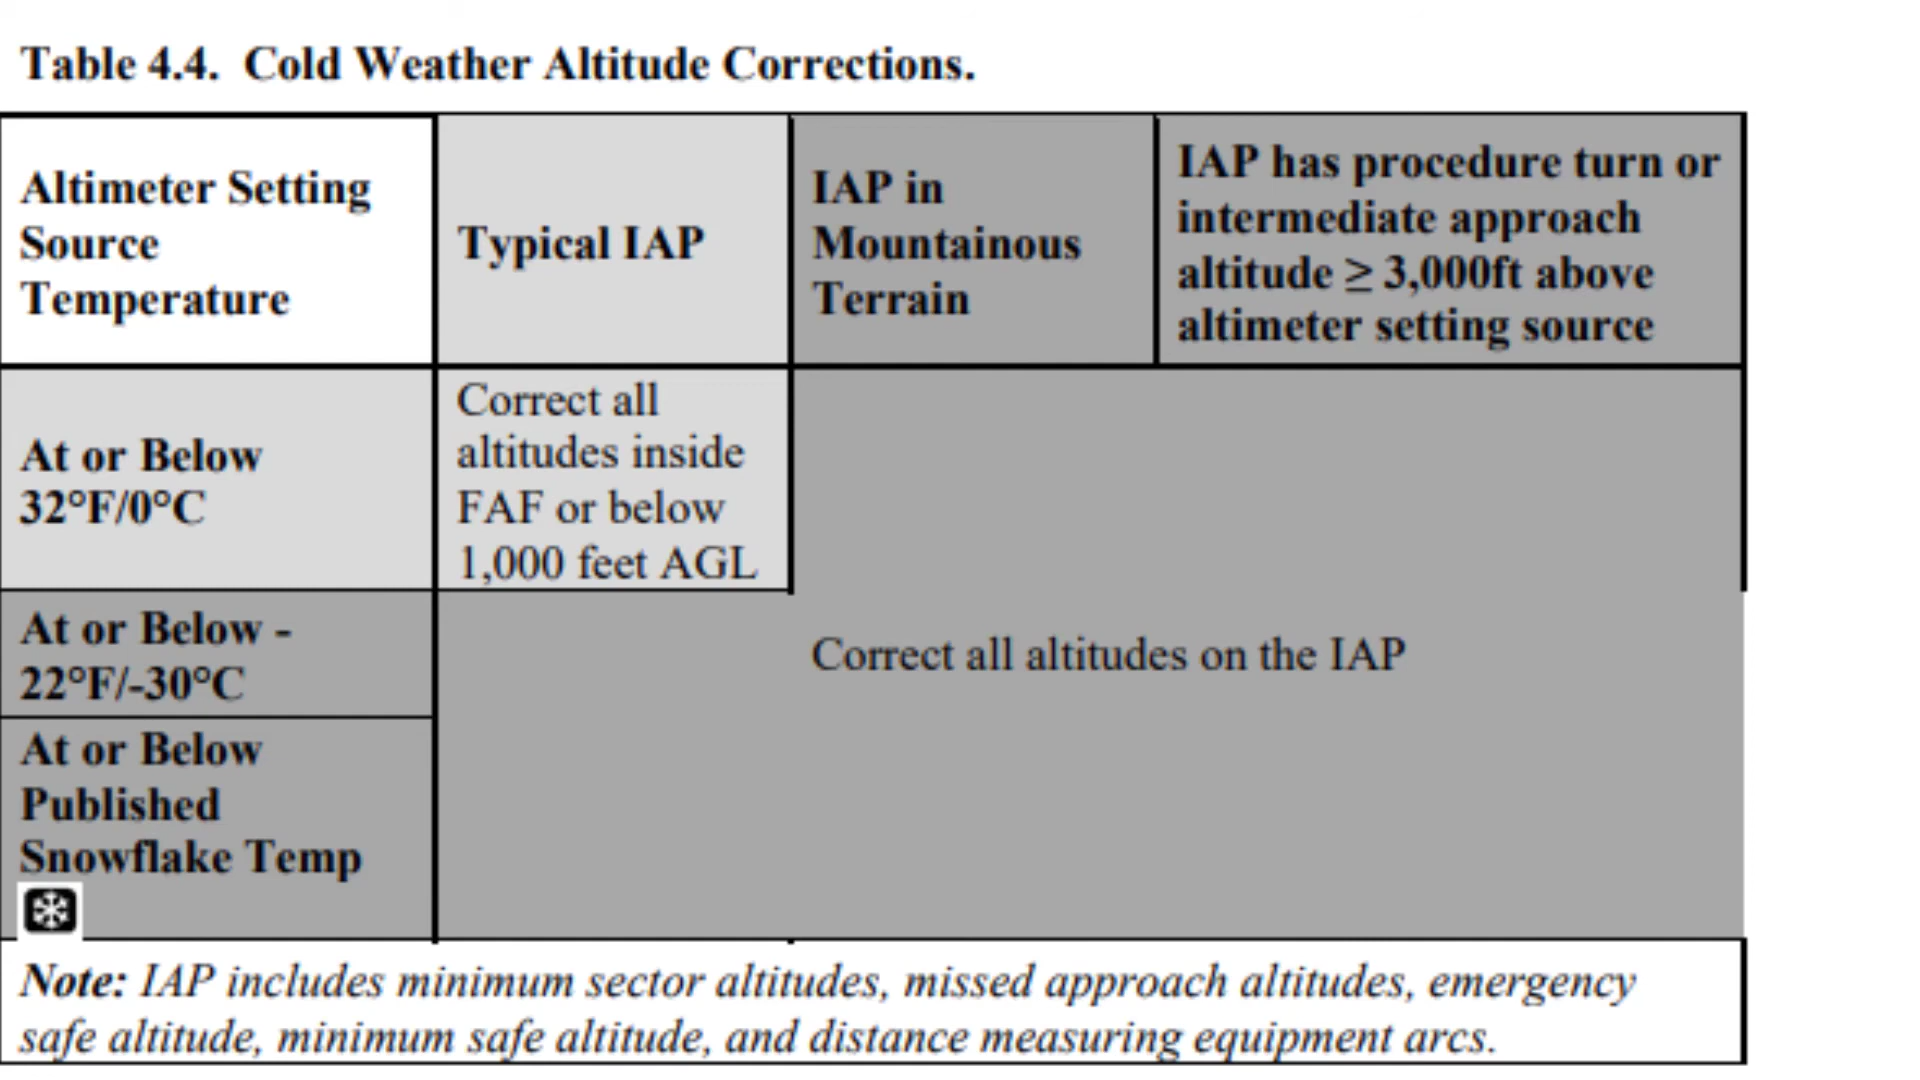 Table 4.4.  Cold Weather Altitude Corrections.
Altimeter Setting
Source
Temperature
Typical IAP
IAP in
Mountainous
Terrain
IAP has procedure turn or
intermediate approach
altitude ≥ 3,000ft above
altimeter setting source
At or Below
32°F/0°C
Correct all
altitudes inside
FAF or below
1,000 feet AGL
At or Below -
22°F/-30°C
Correct all altitudes on the IAP
At or Below
Published
Snowflake Temp
Note: IAP includes minimum sector altitudes, missed approach altitudes, emergency
safe altitude, minimum safe altitude, and distance measuring equipment arcs.